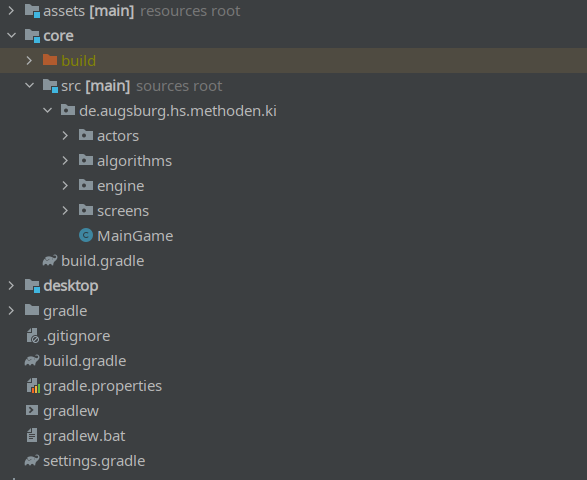 assets [main] resources root
core
build
src [main] sources root
de.augsburg.hs.methoden.ki
actors
algorithms
engine
screens
C MainGame
build.gradle
desktop
gradle
.gitignore
build.gradle
gradle.properties
gradlew
gradlew.bat
settings.gradle